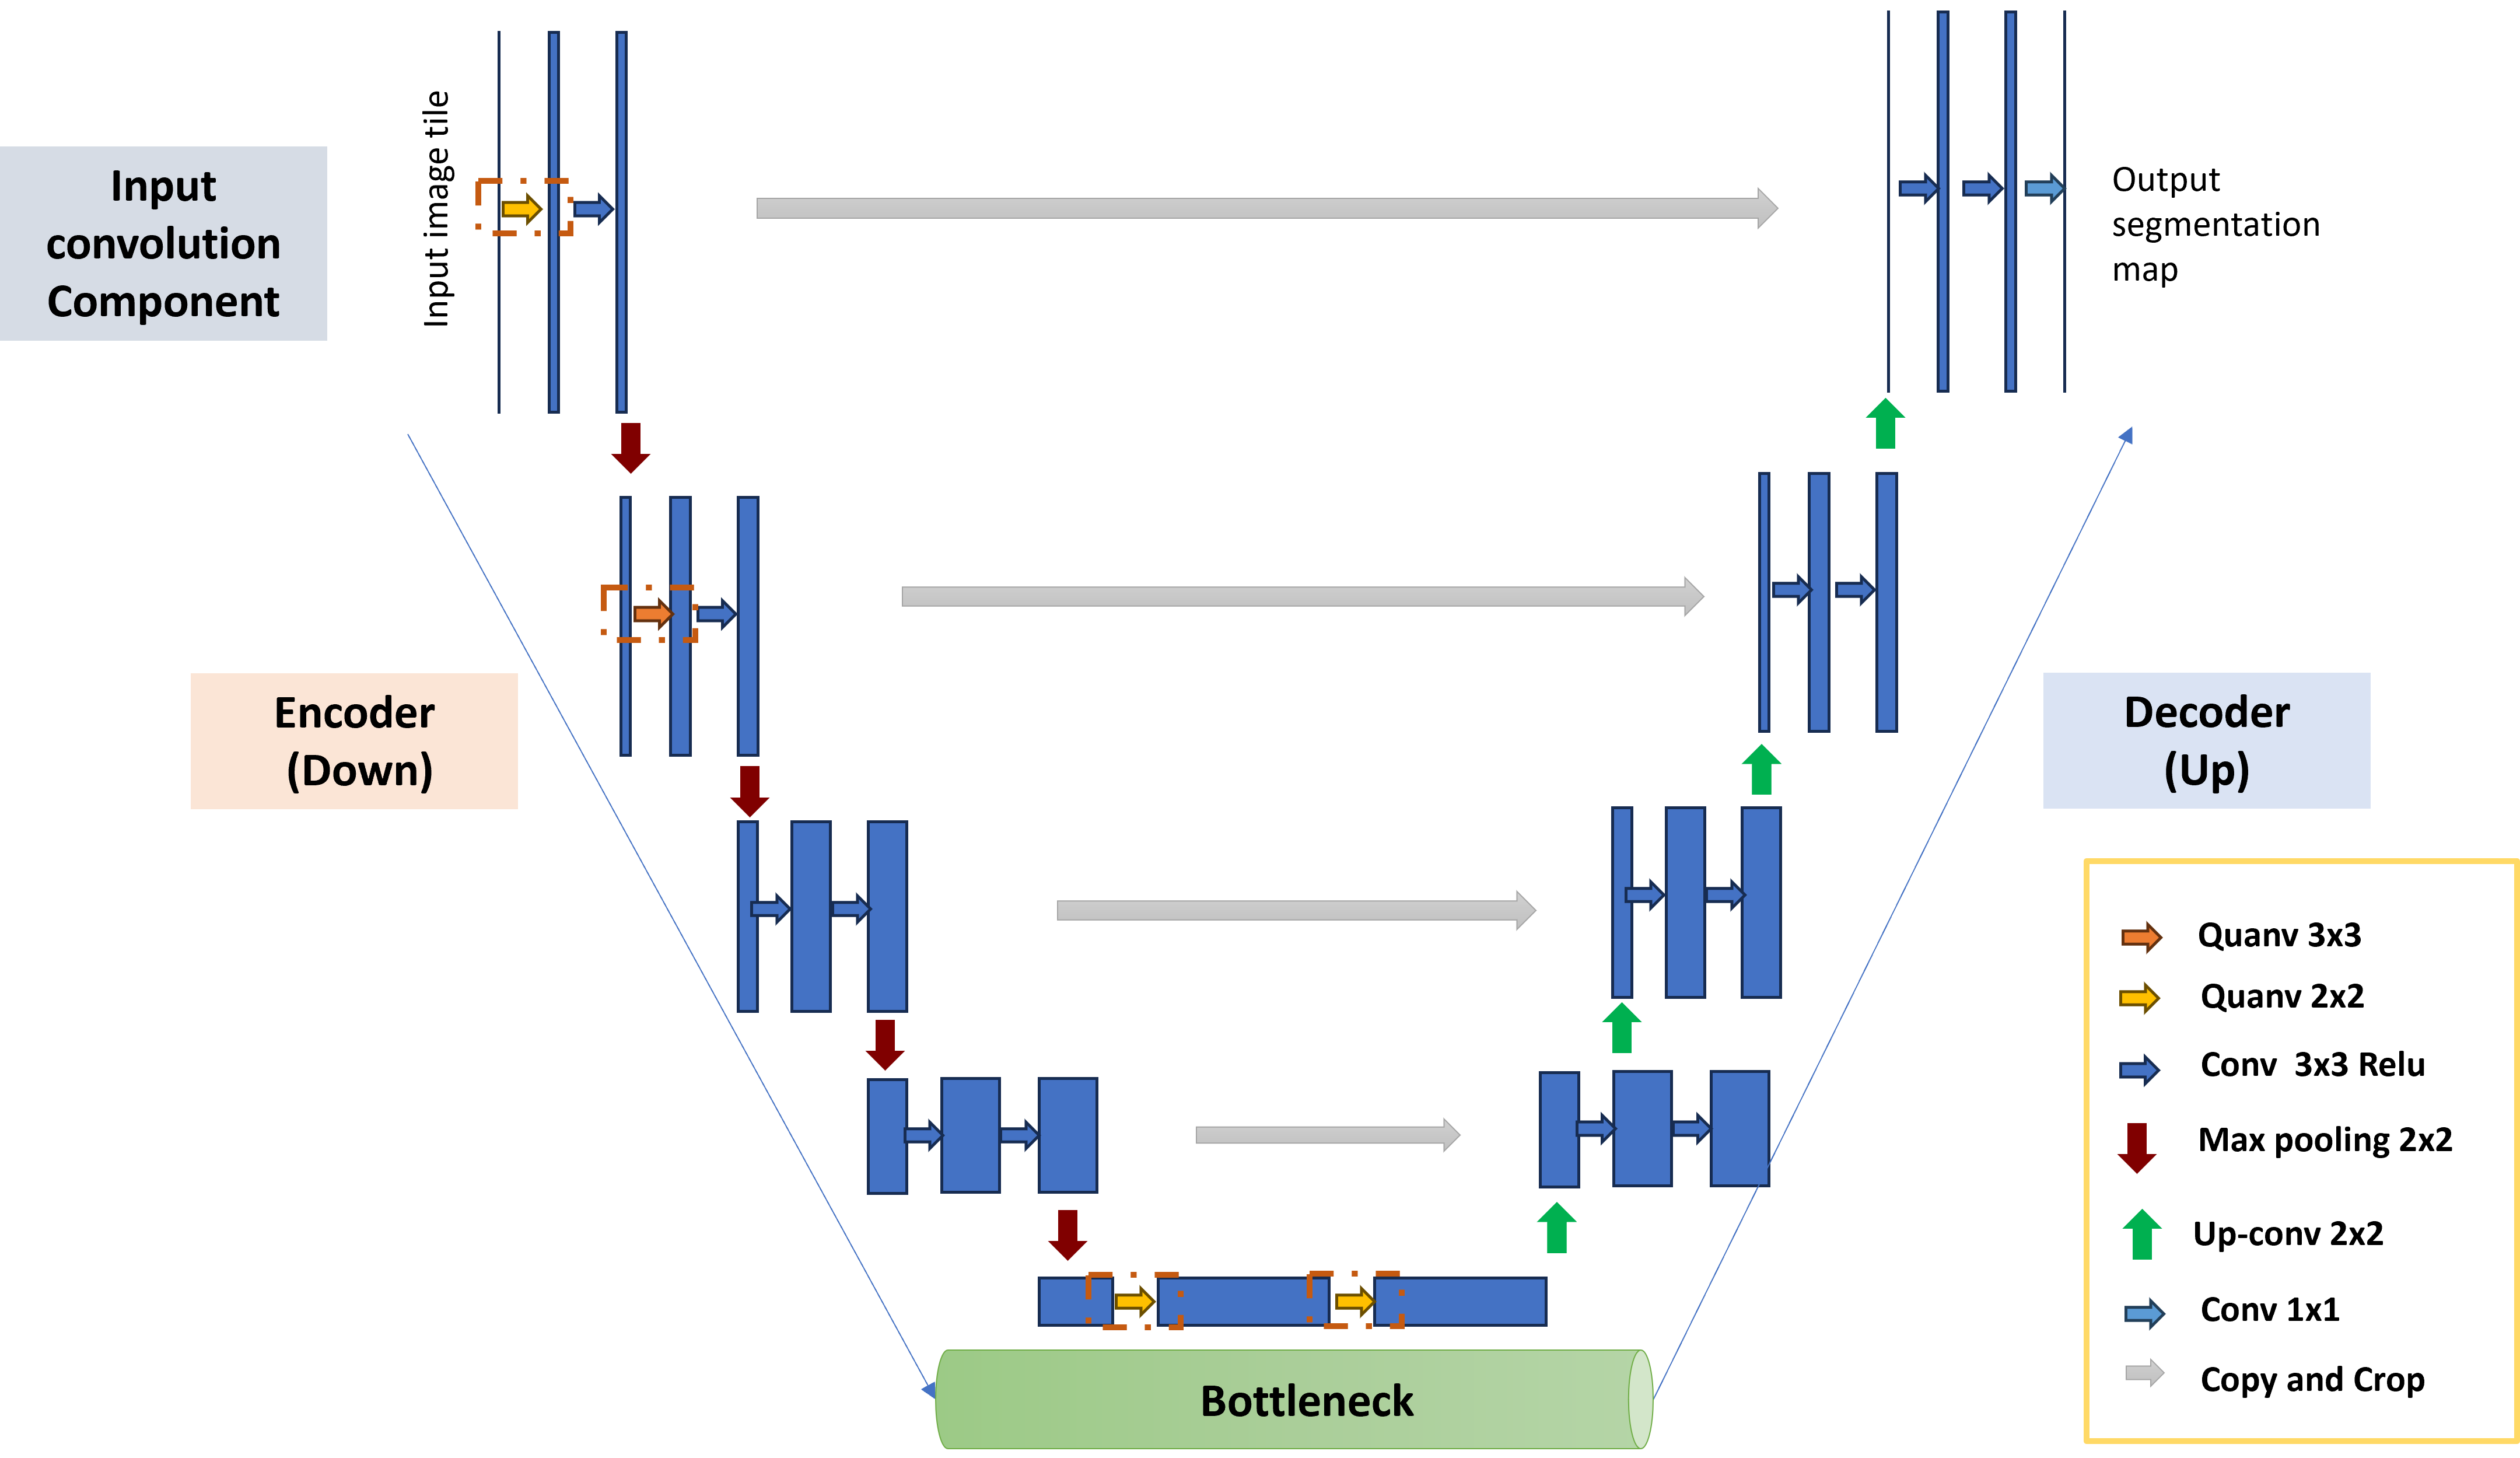 Input
convolution
Component
Input image tile
Output
segmentation
map
Encoder
(Down)
Decoder
(Up)
Quanv 3x3
Quanv 2x2
Conv  3x3 Relu
Max pooling 2x2
Up-conv 2x2
Conv 1x1
Copy and Crop
Bottleneck